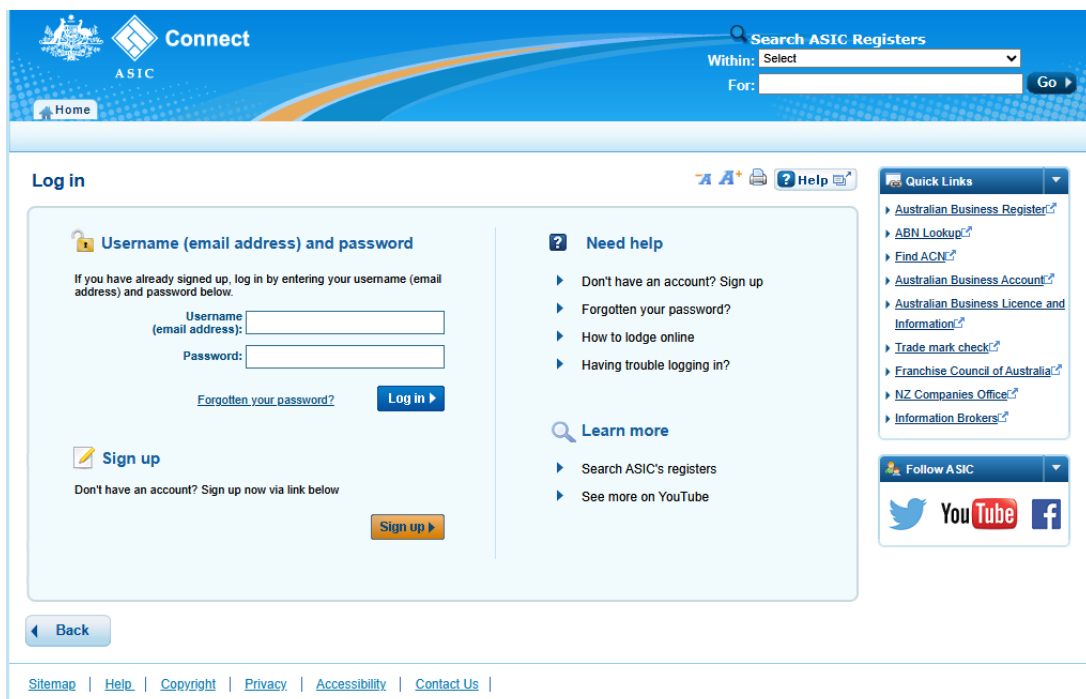 Connect
ASIC
Search ASIC Registers
Within: Select
For:
Go
Home
Log in
-A A+ Help
Username (email address) and password
If you have already signed up, log in by entering your username (email
address) and password below.
Username
(email address):
Password:
Forgotten your password?
Log in
Sign up
Don't have an account? Sign up now via link below
Sign up
Need help
Don't have an account? Sign up
Forgotten your password?
How to lodge online
Having trouble logging in?
Learn more
Search ASIC's registers
See more on YouTube
Quick Links
Australian Business Register
ABN Lookup
Find ACN
Australian Business Account
Australian Business Licence and
Information
Trade mark check
Franchise Council of Australia
NZ Companies Office
Information Brokers
Follow ASIC
YouTube
Back
Sitemap | Help | Copyright | Privacy | Accessibility | Contact Us |